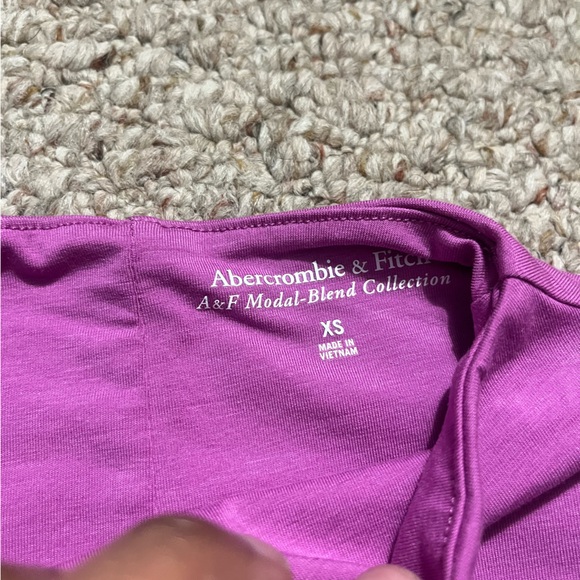 Abercrombie & Fitch
A&F Modal-Blend Collection
XS
MADE IN
VIETNAM